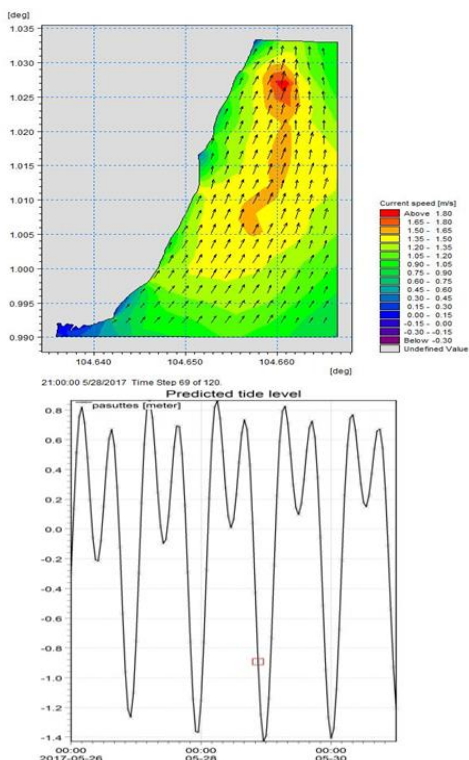 [deg]
1.035
1.030
1.025
1.020
1.015
1.010
1.005
1.000
0.995
0.990
104.640 104.650 104.660
[deg]
Current speed [m/s]
Above 1.80
1.65 - 1.80
1.50 - 1.65
1.35 - 1.50
1.20 - 1.35
1.05 - 1.20
0.90 - 1.05
0.75 - 0.90
0.60 - 0.75
0.45 - 0.60
0.30 - 0.45
0.15 - 0.30
0.00 - 0.15
-0.15 - 0.00
-0.30 - -0.15
Below -0.30
Undefined Value
21:00:00 5/28/2017 Time Step 69 of 120.
Predicted tide level
pasuttes [meter]
0.8
0.6
0.4
0.2
0.0
-0.2
-0.4
-0.6
-0.8
-1.0
-1.2
-1.4
00:00 00:00 00:00
2017-05-26 05-28 05-30